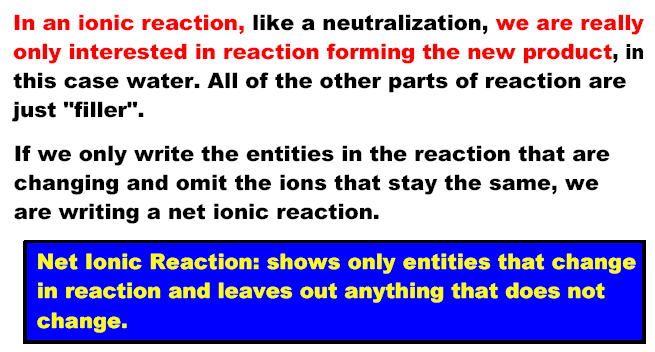 In an ionic reaction, like a neutralization, we are really
only interested in reaction forming the new product, in
this case water. All of the other parts of reaction are
just "filler".
If we only write the entities in the reaction that are
changing and omit the ions that stay the same, we
are writing a net ionic reaction.
Net Ionic Reaction: shows only entities that change
in reaction and leaves out anything that does not
change.